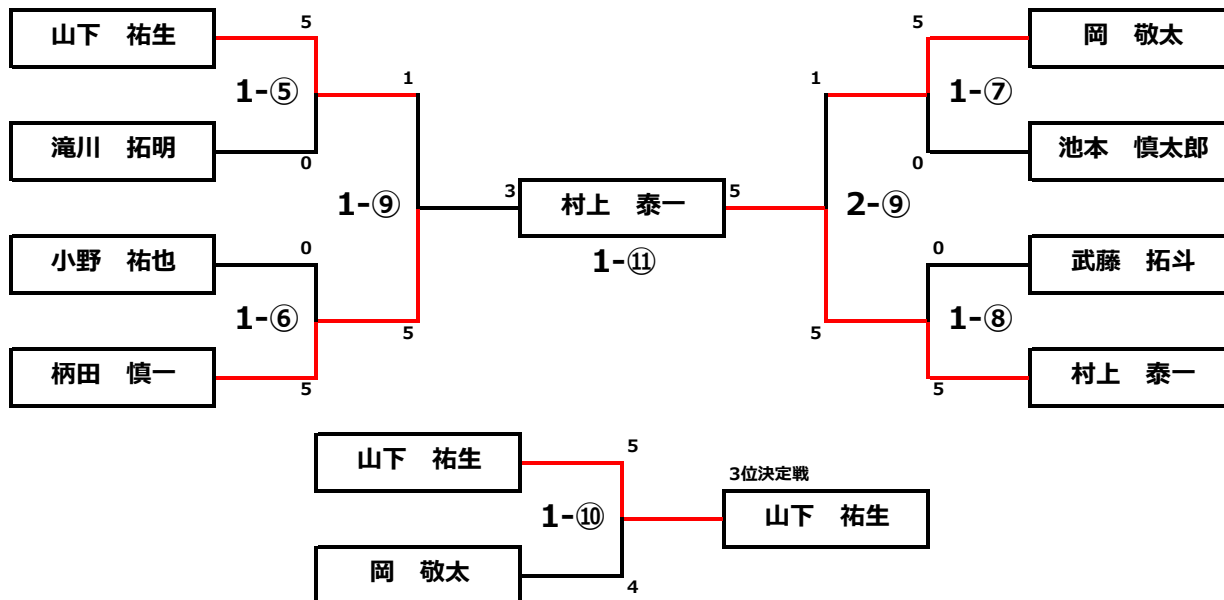 山下　祐生
5
1-⑤
滝川　拓明
0
1
1-⑨
小野　祐也
0
1-⑥
柄田　慎一
5
5
3
村上　泰一
5
1-⑪
5
岡　敬太
1-⑦
池本　慎太郎
0
1
2-⑨
0
武藤　拓斗
1-⑧
村上　泰一
5
5
山下　祐生
5
1-⑩
岡　敬太
4
3位決定戦
山下　祐生